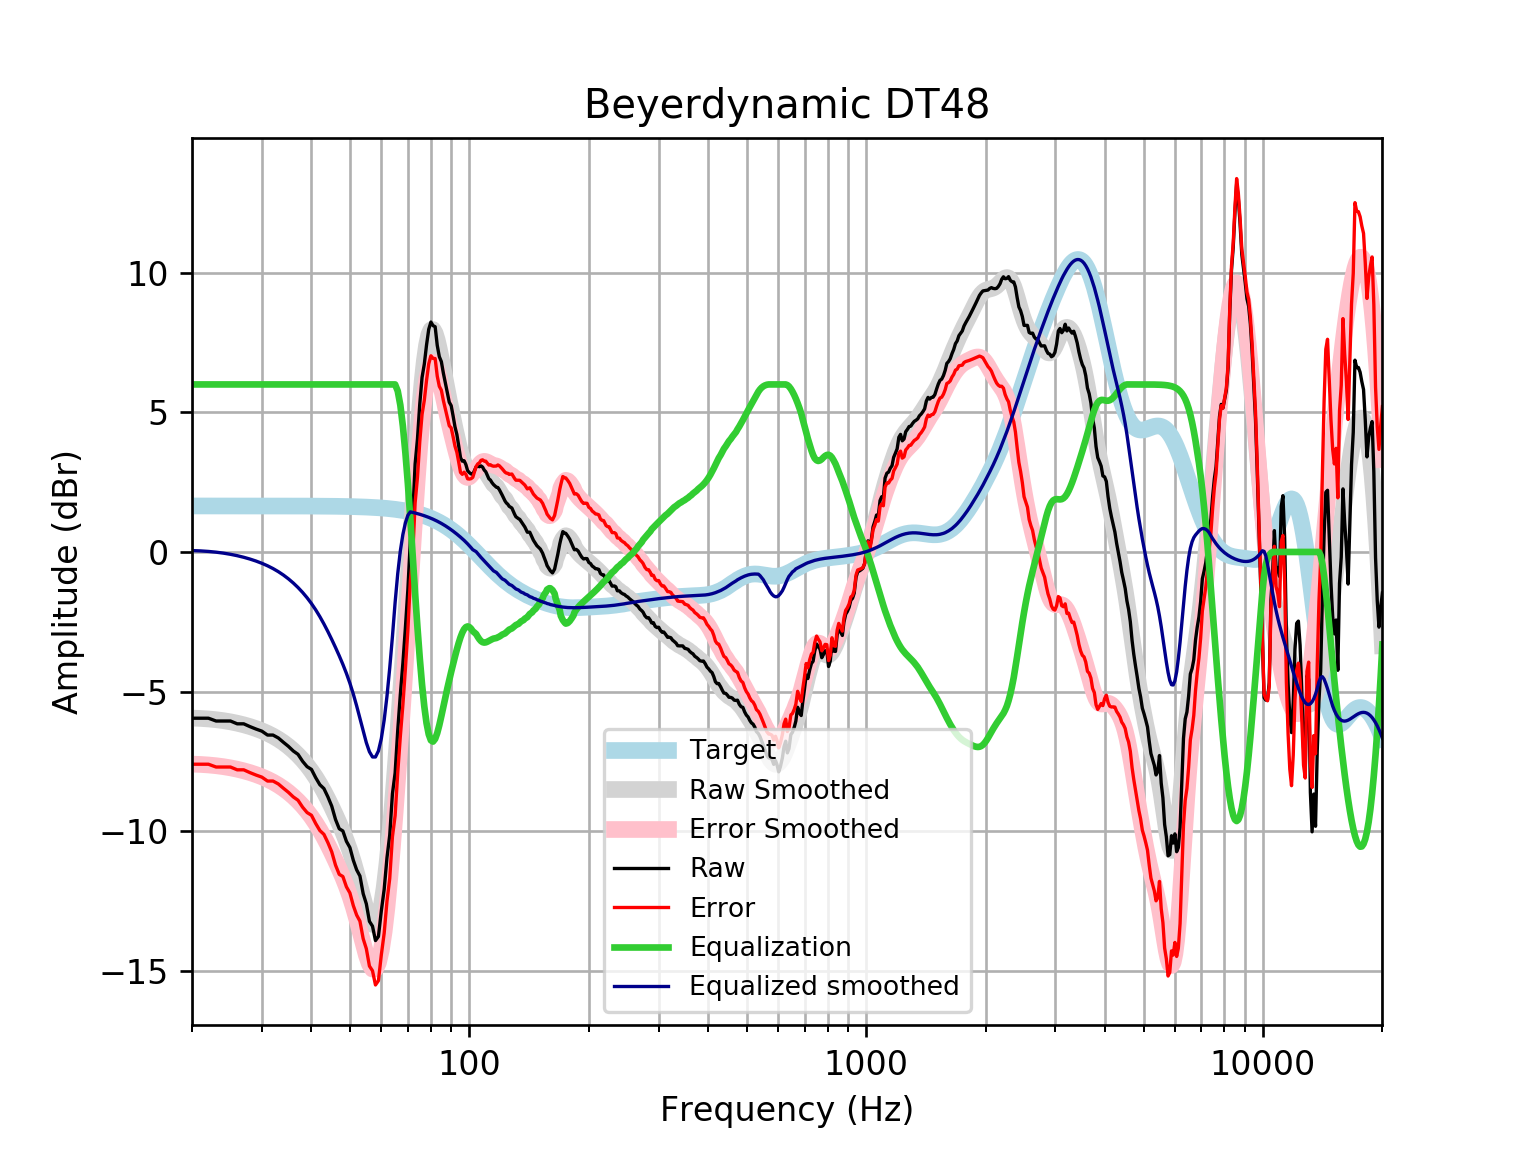 Beyerdynamic DT48
10
5
0
−5
−10
−15
Amplitude (dBr)
Target
Raw Smoothed
Error Smoothed
Raw
Error
Equalization
Equalized smoothed
100
1000
10000
Frequency (Hz)